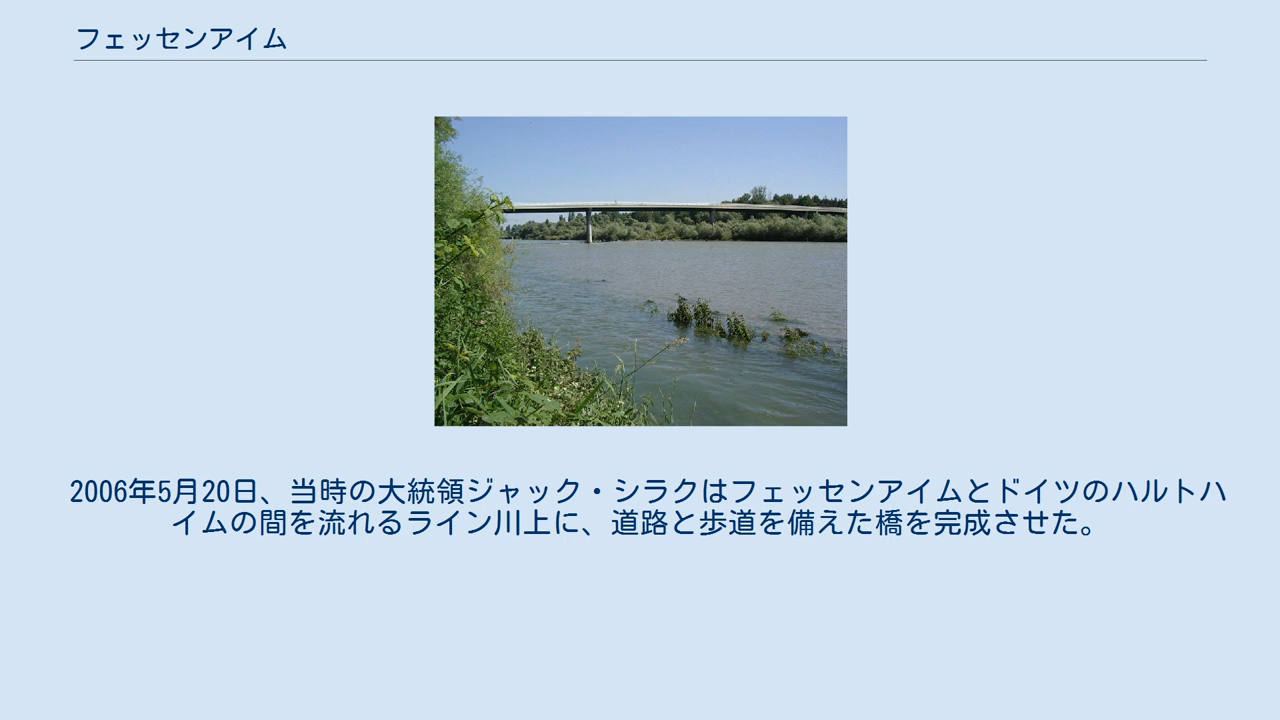 フェッセンアイム
2006年5月20日、当時の大統領ジャック・シラクはフェッセンアイムとドイツのハルトハ
イムの間を流れるライン川上に、道路と歩道を備えた橋を完成させた。